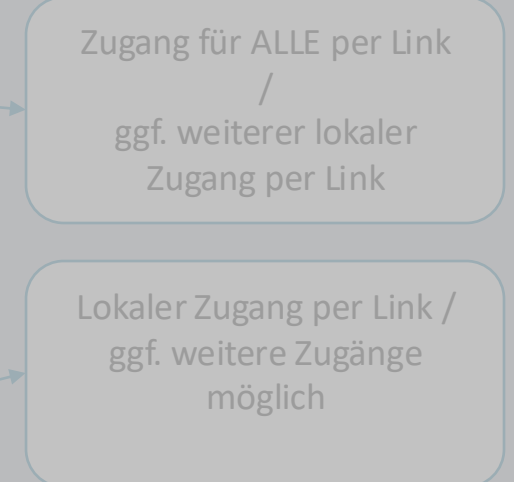 Zugang für ALLE per Link
/
ggf. weiterer lokaler
Zugang per Link
Lokaler Zugang per Link /
ggf. weitere Zugänge
möglich